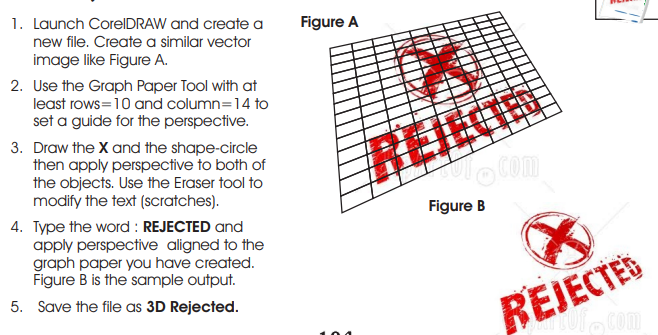 1. Launch CorelDRAW and create a
new file. Create a similar vector
image like Figure A.
2. Use the Graph Paper Tool with at
least rows=10 and column=14 to
set a guide for the perspective.
3. Draw the X and the shape-circle
then apply perspective to both of
the objects. Use the Eraser tool to
modify the text (scratches).
4. Type the word : REJECTED and
apply perspective aligned to the
graph paper you have created.
Figure B is the sample output.
5. Save the file as 3D Rejected.
Figure A
X
REJECTED
.com
Figure B
X
REJECTED
.com